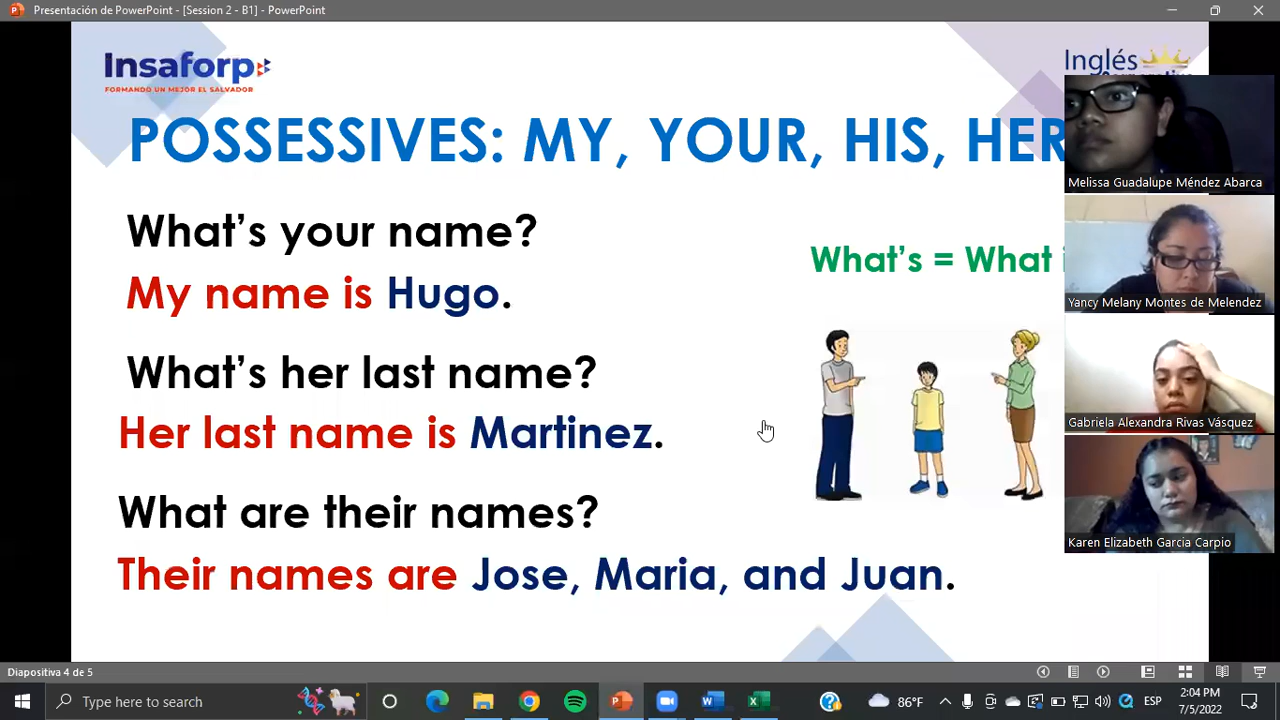 Presentación de PowerPoint - [Session 2 - B1] - PowerPoint
Insaforp
FORMANDO UN MEJOR EL SALVADOR
Inglés
POSSESSIVES: MY, YOUR, HIS, HER
What's your name?
My name is Hugo.
What's = What
What's her last name?
Her last name is Martinez.
What are their names?
Their names are Jose, Maria, and Juan.
Melissa Guadalupe Méndez Abarca
Yancy Melany Montes de Melendez
Gabriela Alexandra Rivas Vásquez
Karen Elizabeth García Carpio
Diapositiva 4 de 5
Type here to search
86°F
ESP
2:04 PM
7/5/2022